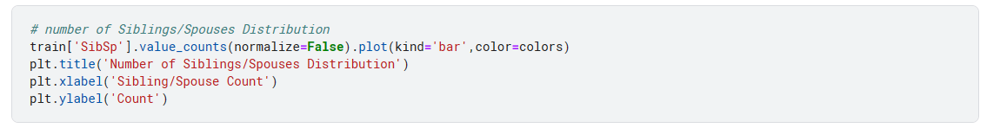 # number of Siblings/Spouses Distribution
train['SibSp'].value_counts(normalize=False).plot(kind='bar',color=colors)
plt.title('Number of Siblings/Spouses Distribution')
plt.xlabel('Sibling/Spouse Count')
plt.ylabel('Count')